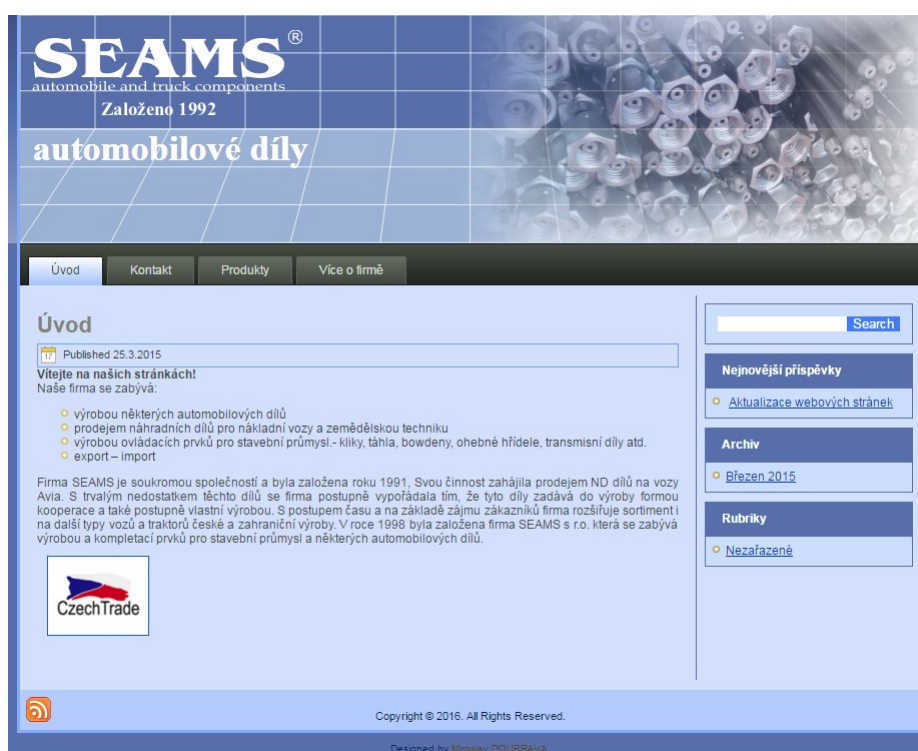 SEAMS®
automobile and truck components
Založeno 1992
automobilové díly
Úvod
Kontakt
Produkty
Více o firmě
Úvod
17
Published 25.3.2015
Vítejte na našich stránkách!
Naše firma se zabývá:
výrobou některých automobilových dílů
prodejem náhradních dílů pro nákladní vozy a zemědělskou techniku
výrobou ovládacích prvků pro stavební průmysl.- kliky, táhla, bowdeny, ohebné hřídele, transmisní díly atd.
export – import
Firma SEAMS je soukromou společností a byla založena roku 1991, Svou činnost zahájila prodejem ND dílů na vozy
Avia. S trvalým nedostatkem těchto dílů se firma postupně vypořádala tím, že tyto díly zadává do výroby formou
kooperace a také postupně vlastní výrobou. S postupem času a na základě zájmu zákazníků firma rozšiřuje sortiment i
na další typy vozů a traktorů české a zahraniční výroby. V roce 1998 byla založena firma SEAMS s r.o. která se zabývá
výrobou a kompletací prvků pro stavební průmysl a některých automobilových dílů.
CzechTrade
Search
Nejnovější příspěvky
Aktualizace webových stránek
Archiv
Březen 2015
Rubriky
Nezařazené
Copyright © 2016. All Rights Reserved.
Designed by Miroslav DOUBRAVA